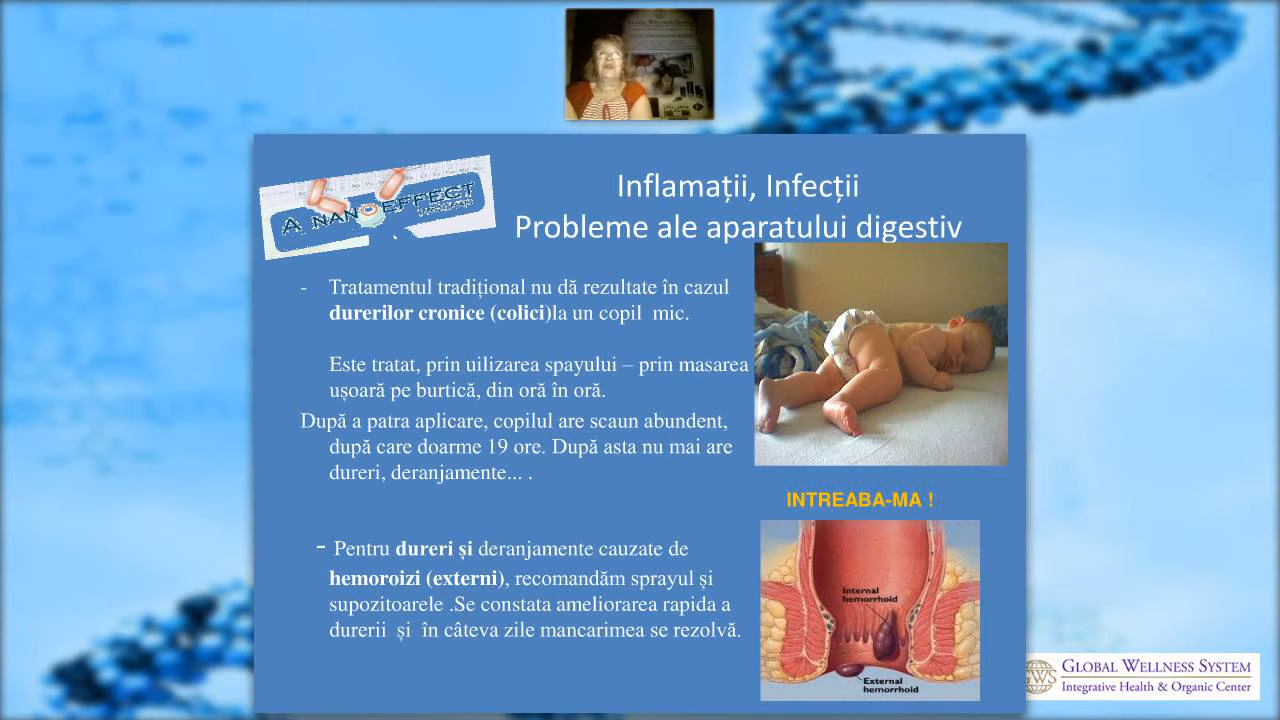 GLOBAL WELLNESS SYSTEM
A NANOEFFECT
Inflamații, Infecții
Probleme ale aparatului digestiv
- Tratamentul tradițional nu dă rezultate în cazul
durerilor cronice (colici)la un copil mic.
Este tratat, prin uilizarea spayului – prin masarea
ușoară pe burtică, din oră în oră.
După a patra aplicare, copilul are scaun abundent,
după care doarme 19 ore. După asta nu mai are
dureri, deranjamente... .
INTREABA-MA !
- Pentru dureri și deranjamente cauzate de
hemoroizi (externi), recomandăm sprayul și
supozitoarele .Se constata ameliorarea rapida a
durerii și în câteva zile mancarimea se rezolvă.
Internal
hemorrhoid
External
hemorrhoid
GWS
GLOBAL WELLNESS SYSTEM
Integrative Health & Organic Center